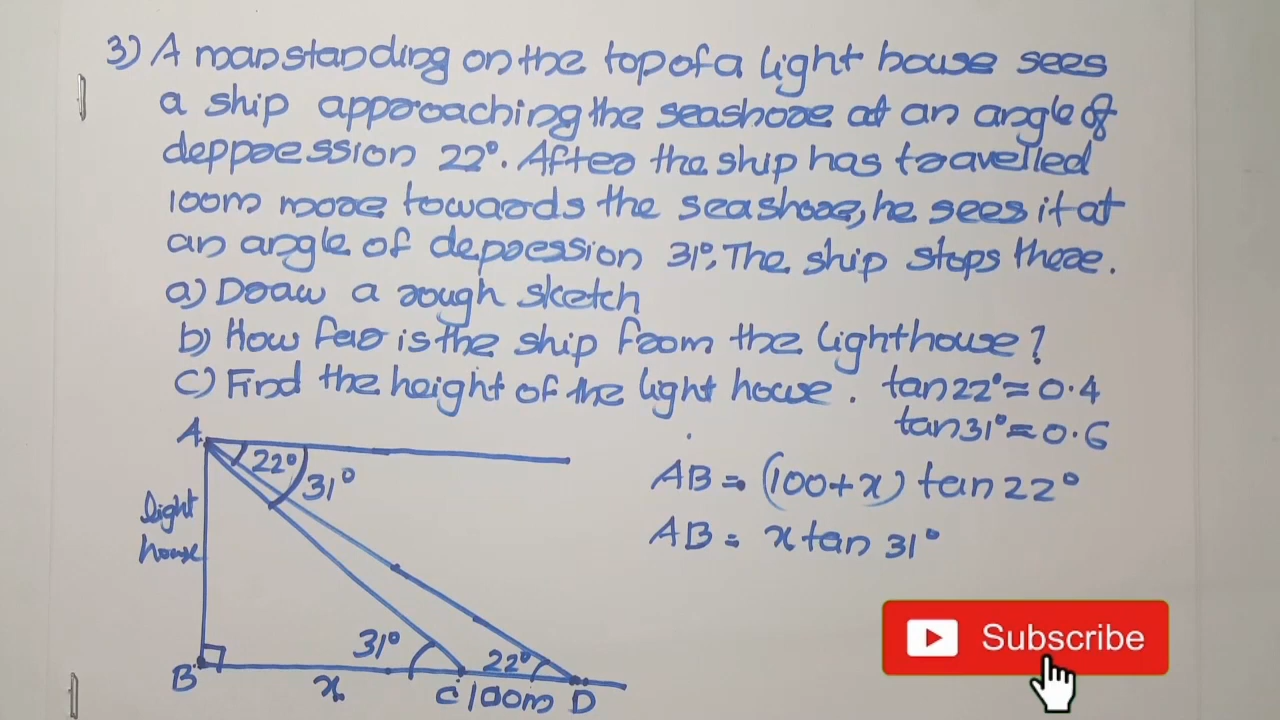 3) A man standing on the top of a light house sees
a ship approaching the seashore at an angle of
deppression 22°. After the ship has travelled
100m more towards the seashore, he sees it at
an angle of depression 31°. The ship stops there.
a) Draw a rough sketch
b) How far is the ship from the lighthouse?
c) Find the height of the light house. tan 22° = 0.4
tan 31° = 0.6
A
22°
31°
light
house
AB = (100+x) tan 22°
AB = x tan 31°
Subscribe
31°
22°
B
x
C
100m
D